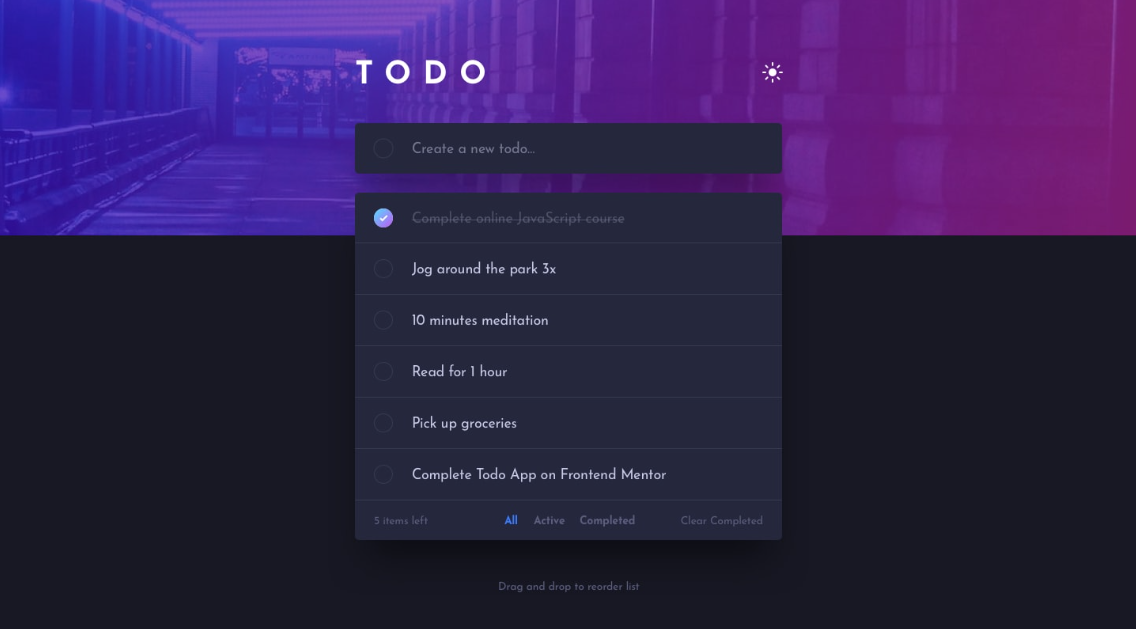 TODO
Create a new todo...
Complete online JavaScript course
Jog around the park 3x
10 minutes meditation
Read for 1 hour
Pick up groceries
Complete Todo App on Frontend Mentor
5 items left All Active Completed Clear Completed
Drag and drop to reorder list